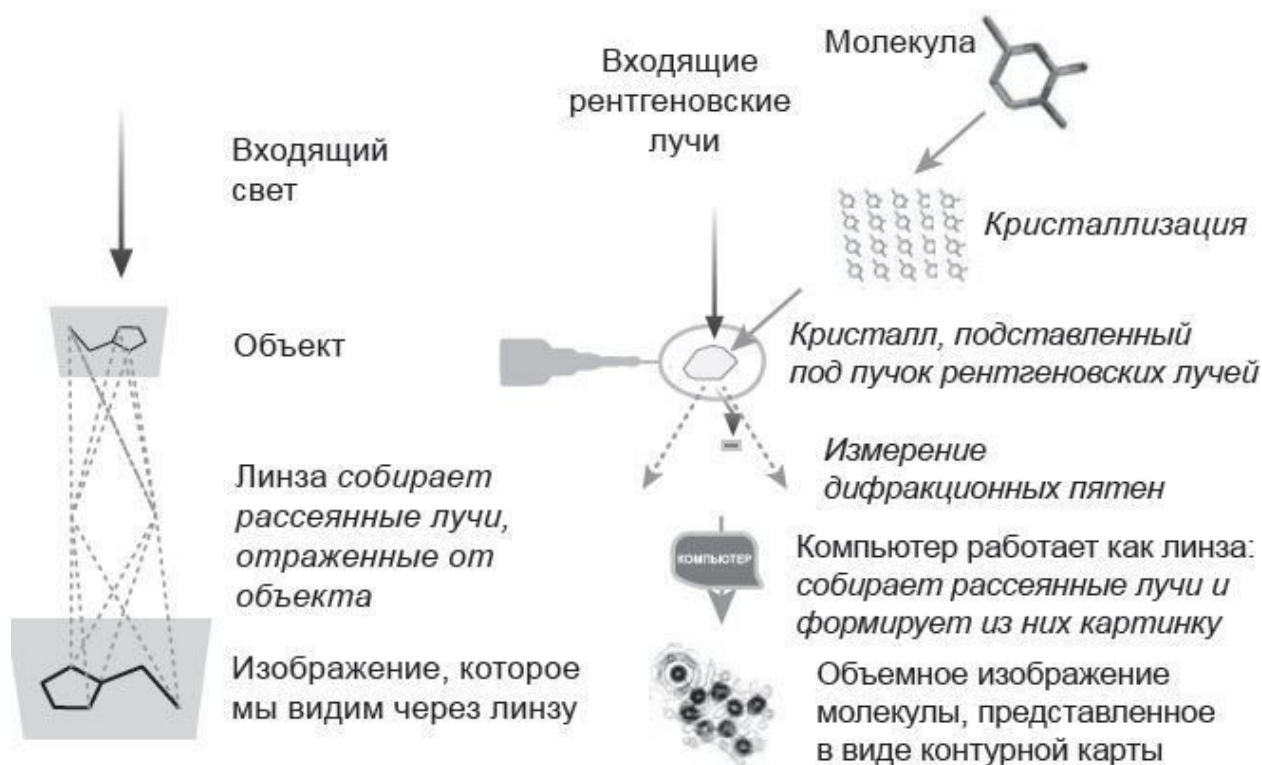 Входящий
свет
Объект
Линза собирает
рассеянные лучи,
отраженные от
объекта
Изображение, которое
мы видим через линзу
Молекула
Входящие
рентгеновские
лучи
Кристаллизация
Кристалл, подставленный
под пучок рентгеновских лучей
Измерение
дифракционных пятен
КОМПЬЮТЕР
Компьютер работает как линза:
собирает рассеянные лучи и
формирует из них картинку
Объемное изображение
молекулы, представленное
в виде контурной карты